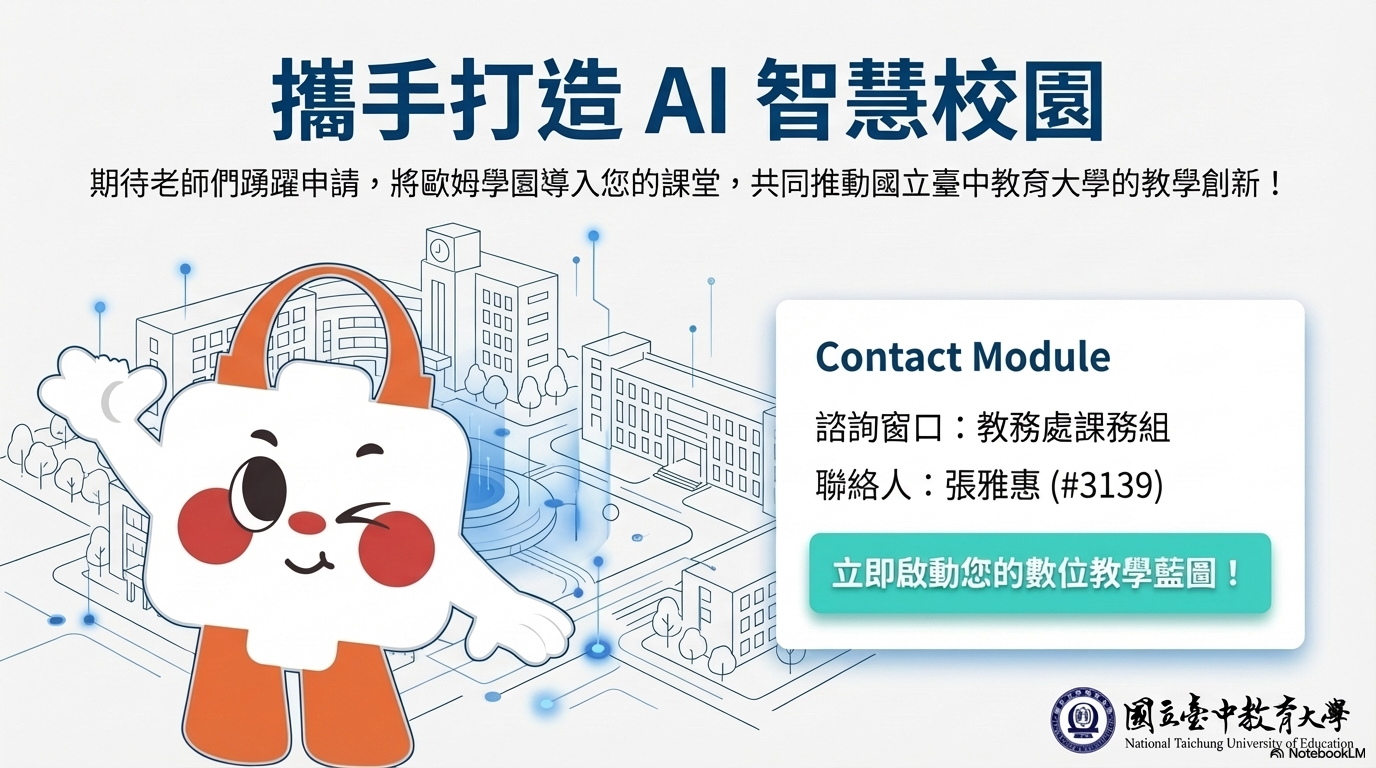 攜手打造 AI 智慧校園
期待老師們踴躍申請，將歐姆學園導入您的課堂，共同推動國立臺中教育大學的教學創新！
Contact Module
諮詢窗口：教務處課務組
聯絡人：張雅惠 (#3139)
立即啟動您的數位教學藍圖！
國立臺中教育大學
National Taichung University of Education
NotebookLM